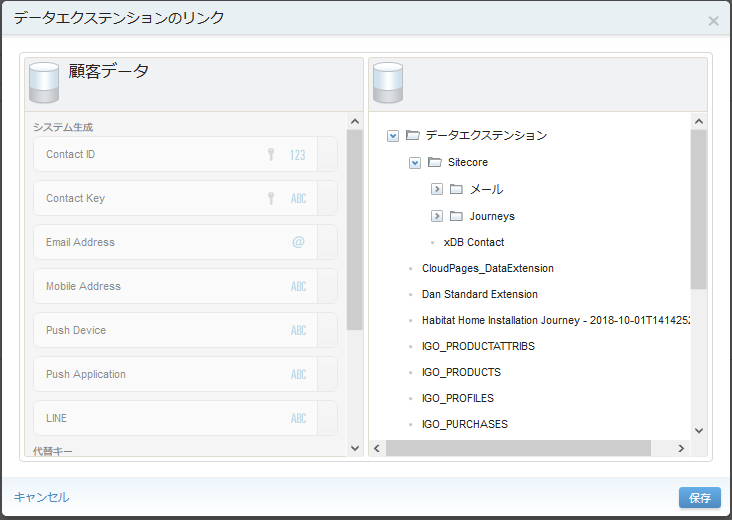 データエクステンションのリンク
顧客データ
システム生成
Contact ID 123
Contact Key ABC
Email Address @
Mobile Address ABC
Push Device ABC
Push Application ABC
LINE ABC
代替キー
データエクステンション
Sitecore
メール
Journeys
xDB Contact
CloudPages_DataExtension
Dan Standard Extension
Habitat Home Installation Journey - 2018-10-01T1414252
IGO_PRODUCTATTRIBS
IGO_PRODUCTS
IGO_PROFILES
IGO_PURCHASES
キャンセル
保存